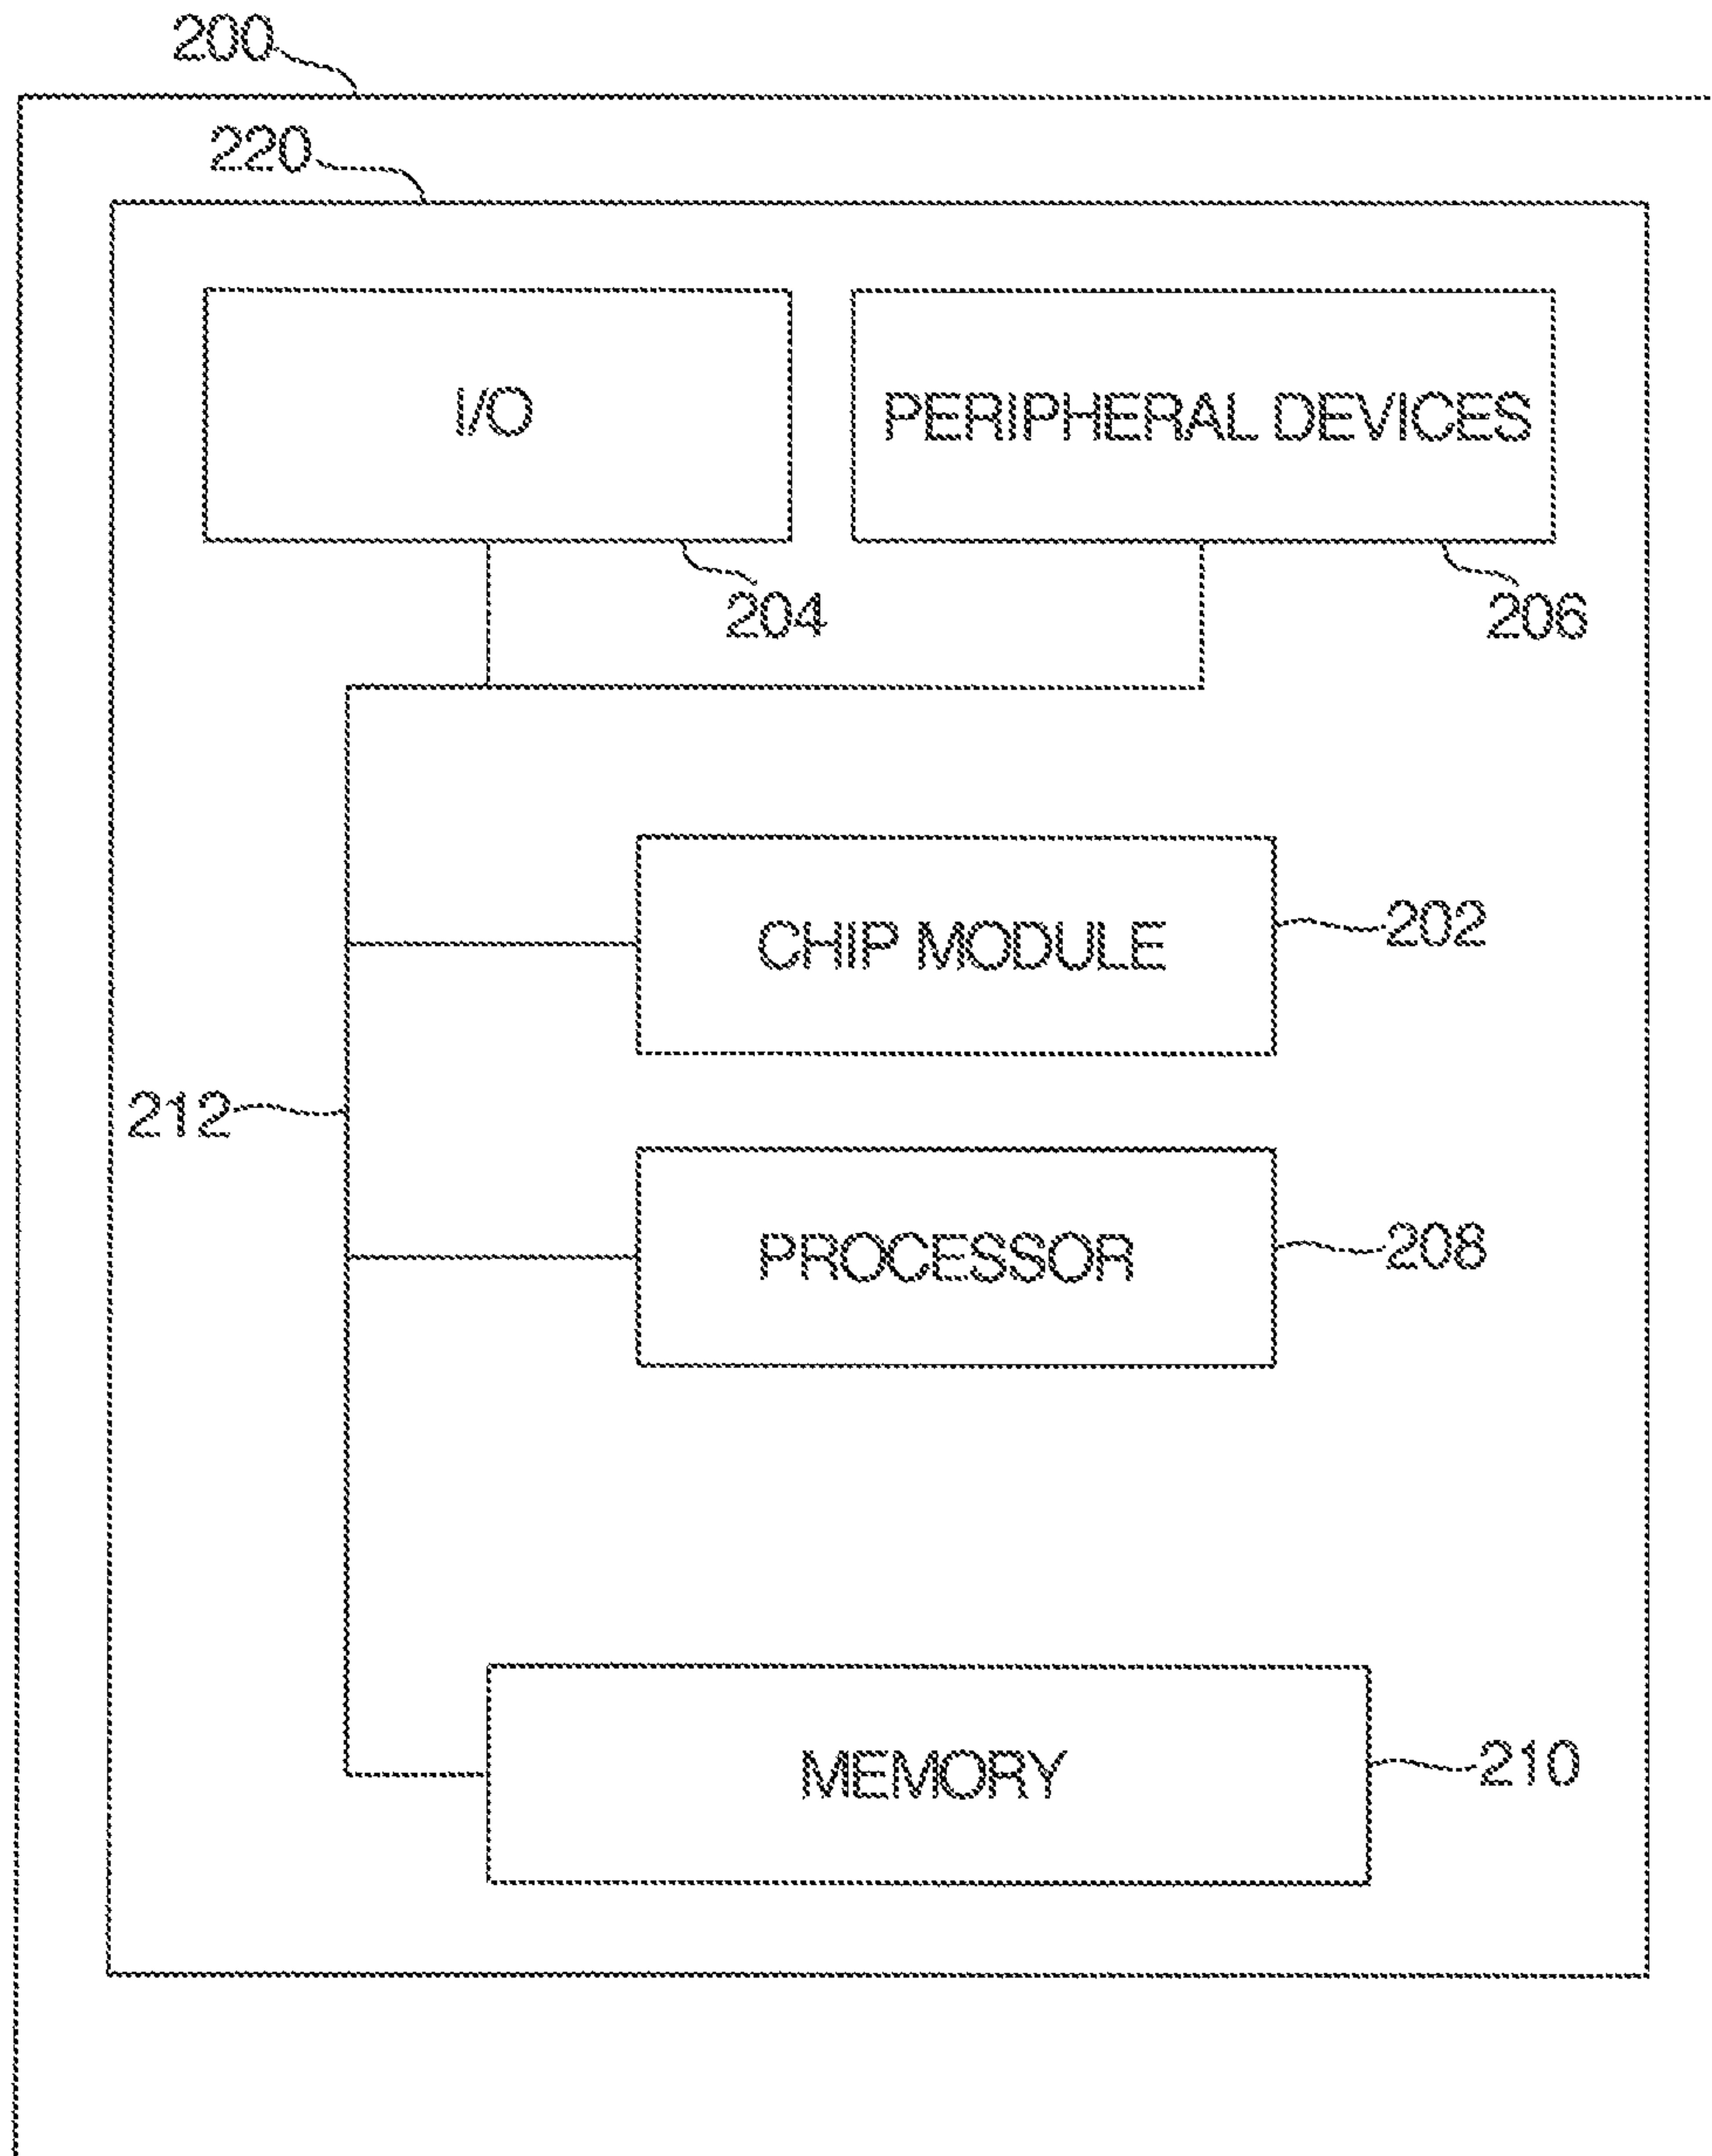 200
220
I/O
PERIPHERAL DEVICES
204
206
CHIP MODULE
202
212
PROCESSOR
208
MEMORY
210